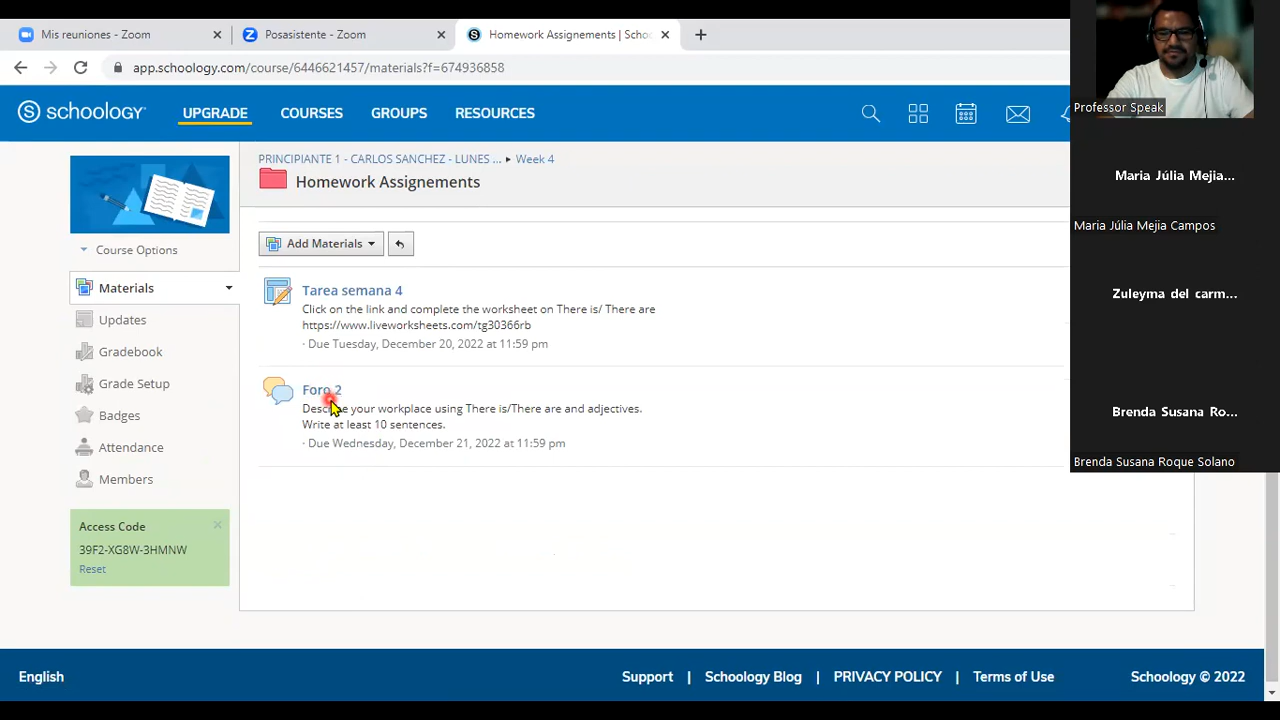 Mis reuniones - Zoom
Posasistente - Zoom
Homework Assignements | Scho
app.schoology.com/course/6446621457/materials?f=674936858
Professor Speak
schoology
UPGRADE
COURSES
GROUPS
RESOURCES
PRINCIPIANTE 1 - CARLOS SANCHEZ - LUNES ...
Week 4
Homework Assignements
Course Options
Add Materials
Materials
Updates
Gradebook
Grade Setup
Badges
Attendance
Members
Access Code
39F2-XG8W-3HMNW
Reset
Tarea semana 4
Click on the link and complete the worksheet on There is/ There are
https://www.liveworksheets.com/tg30366rb
· Due Tuesday, December 20, 2022 at 11:59 pm
Foro 2
Describe your workplace using There is/There are and adjectives.
Write at least 10 sentences.
· Due Wednesday, December 21, 2022 at 11:59 pm
Maria Júlia Mejia...
Maria Júlia Mejia Campos
Zuleyma del carm...
Brenda Susana Ro...
Brenda Susana Roque Solano
English
Support | Schoology Blog | PRIVACY POLICY | Terms of Use
Schoology © 2022